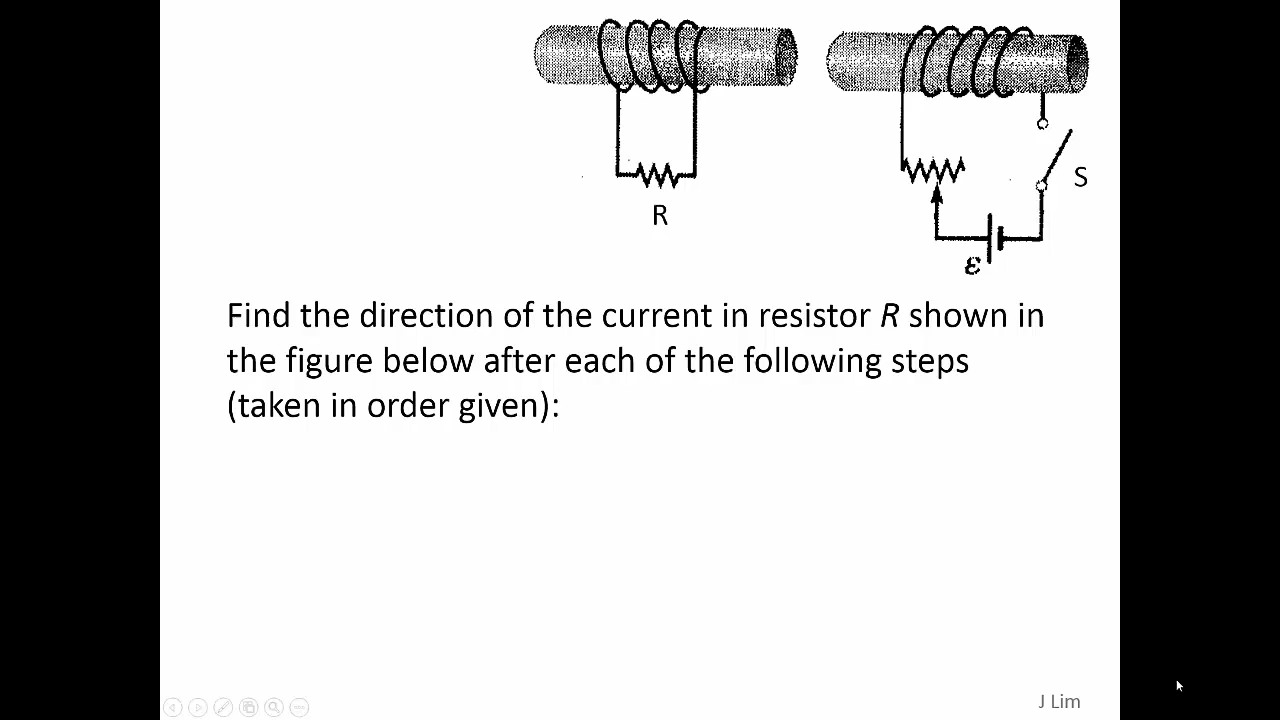 R
S
ε
Find the direction of the current in resistor R shown in
the figure below after each of the following steps
(taken in order given):
J Lim